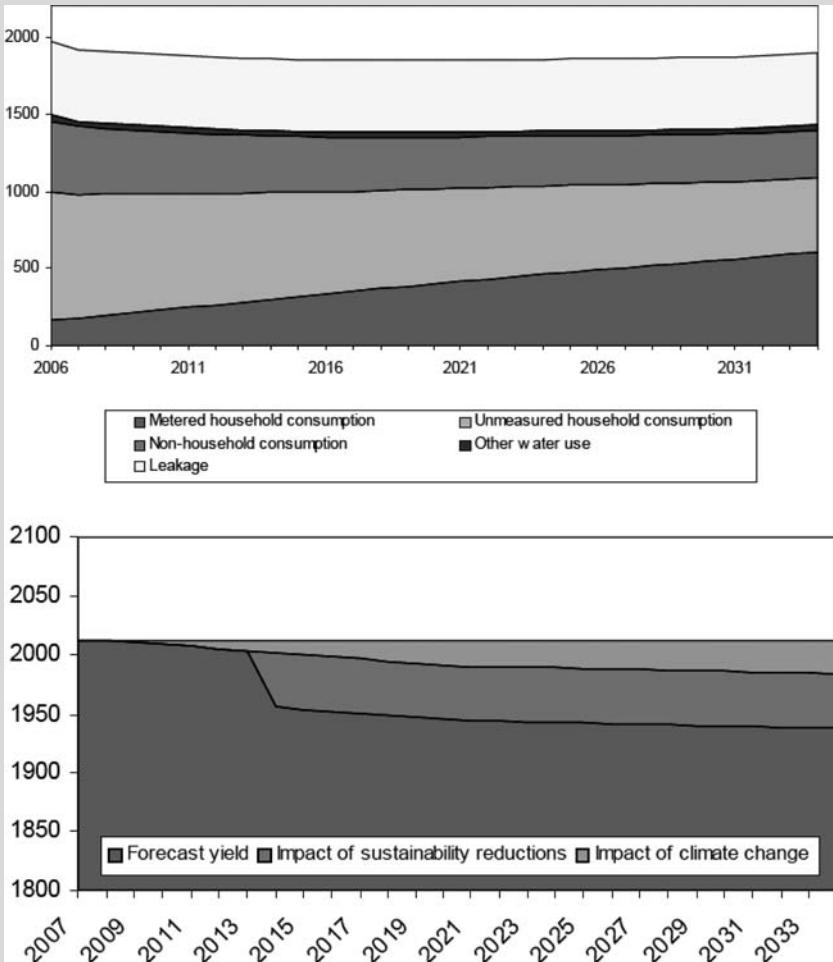 2000
1500
1000
500
0
2006 2011 2016 2021 2026 2031
Metered household consumption Unmeasured household consumption
Non-household consumption Other water use
Leakage
2100
2050
2000
1950
1900
1850
Forecast yield Impact of sustainability reductions Impact of climate change
1800
2007 2009 2011 2013 2015 2017 2019 2021 2023 2025 2027 2029 2031 2033